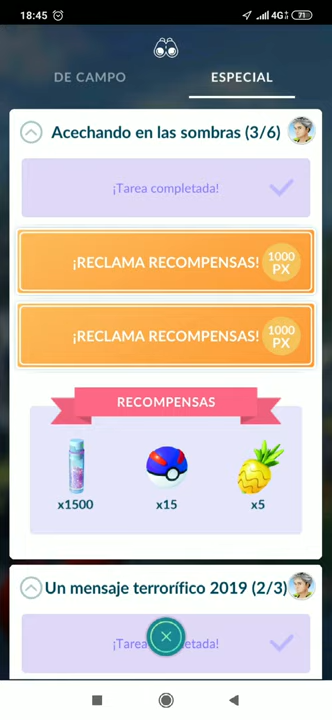 18:45 4G 71
DE CAMPO ESPECIAL
Acechando en las sombras (3/6)
¡Tarea completada!
¡RECLAMA RECOMPENSAS! 1000 PX
¡RECLAMA RECOMPENSAS! 1000 PX
RECOMPENSAS
x1500 x15 x5
Un mensaje terrorífico 2019 (2/3)
¡Tarea completada!